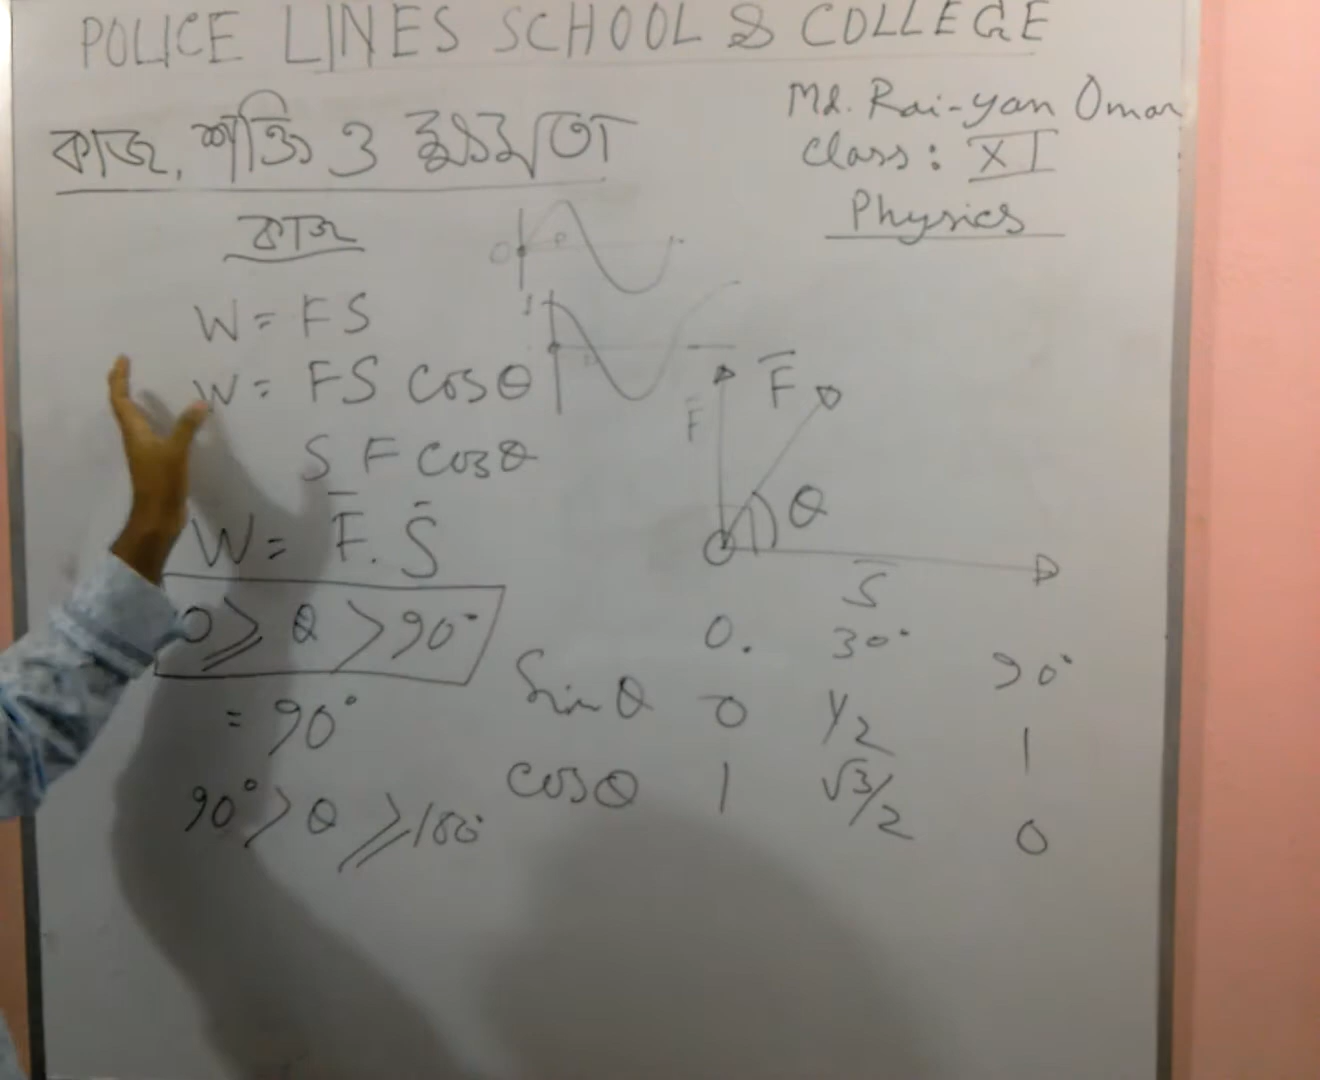 POLICE LINES SCHOOL & COLLEGE
Md. Rai-yan Omar
Class: XI
Physics
কাজ, শক্তি ও ক্ষমতা
কাজ
W = FS
W = FS Cosθ
S F Cosθ
W = F̅. S̅
0 ≥ θ > 90°
= 90°
90° > θ ≥ 180°
F̅
F̅
θ
S̅
0. 30° 90°
Sinθ 0 1/2 1
Cosθ 1 √3/2 0